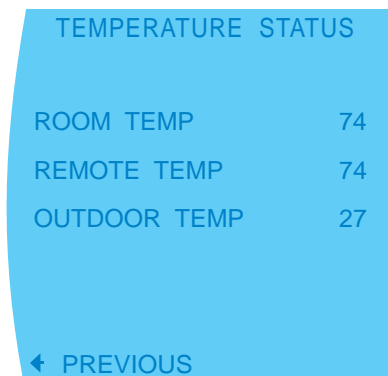 TEMPERATURE STATUS
ROOM TEMP 74
REMOTE TEMP 74
OUTDOOR TEMP 27
PREVIOUS